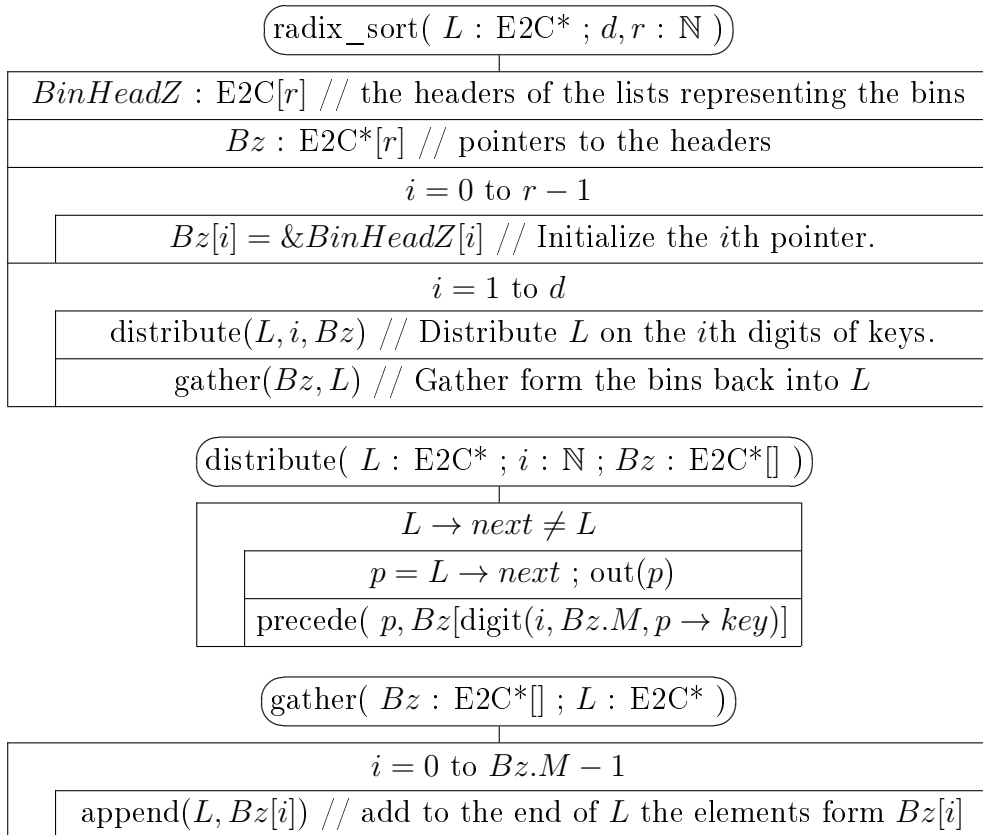 radix_sort( L : E2C* ; d, r : ℕ )
BinHeadZ : E2C[r] // the headers of the lists representing the bins
Bz : E2C*[r] // pointers to the headers
i = 0 to r − 1
Bz[i] = &BinHeadZ[i] // Initialize the ith pointer.
i = 1 to d
distribute(L, i, Bz) // Distribute L on the ith digits of keys.
gather(Bz, L) // Gather form the bins back into L
distribute( L : E2C* ; i : ℕ ; Bz : E2C*[] )
L → next ≠ L
p = L → next ; out(p)
precede( p, Bz[digit(i, Bz.M, p → key)]
gather( Bz : E2C*[] ; L : E2C* )
i = 0 to Bz.M − 1
append(L, Bz[i]) // add to the end of L the elements form Bz[i]